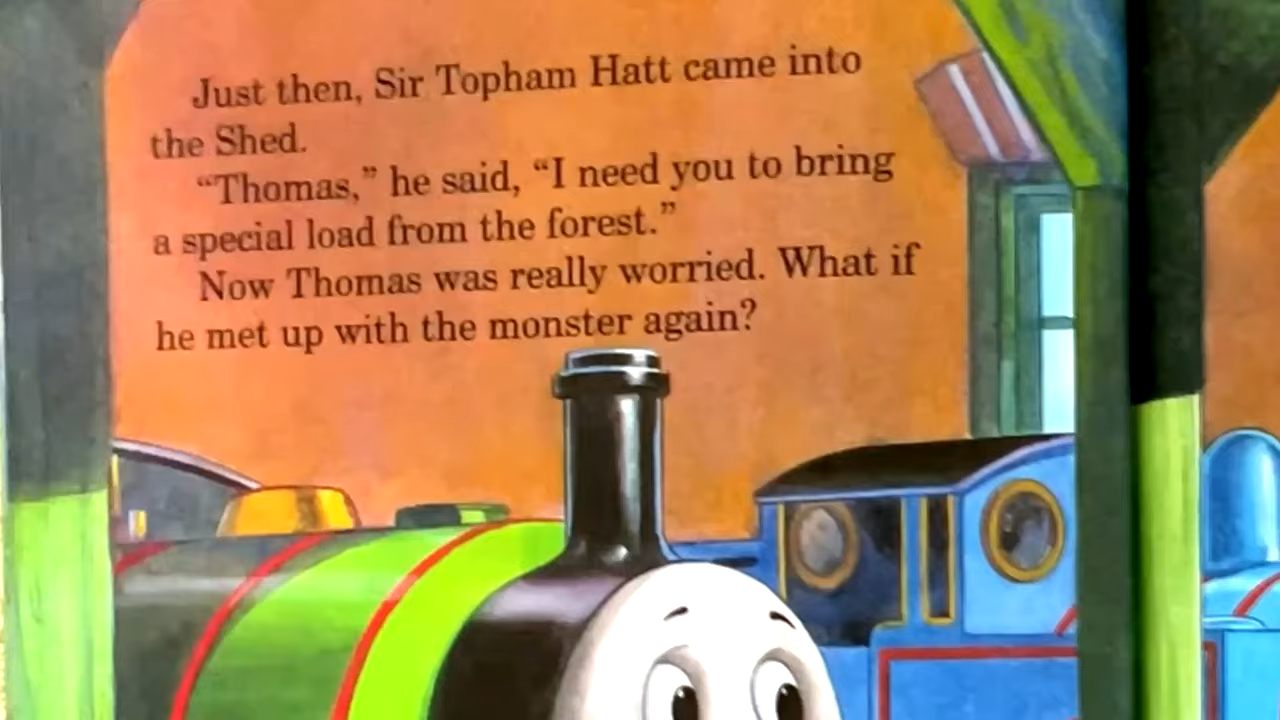 Just then, Sir Topham Hatt came into
the Shed.
“Thomas,” he said, “I need you to bring
a special load from the forest.”
Now Thomas was really worried. What if
he met up with the monster again?